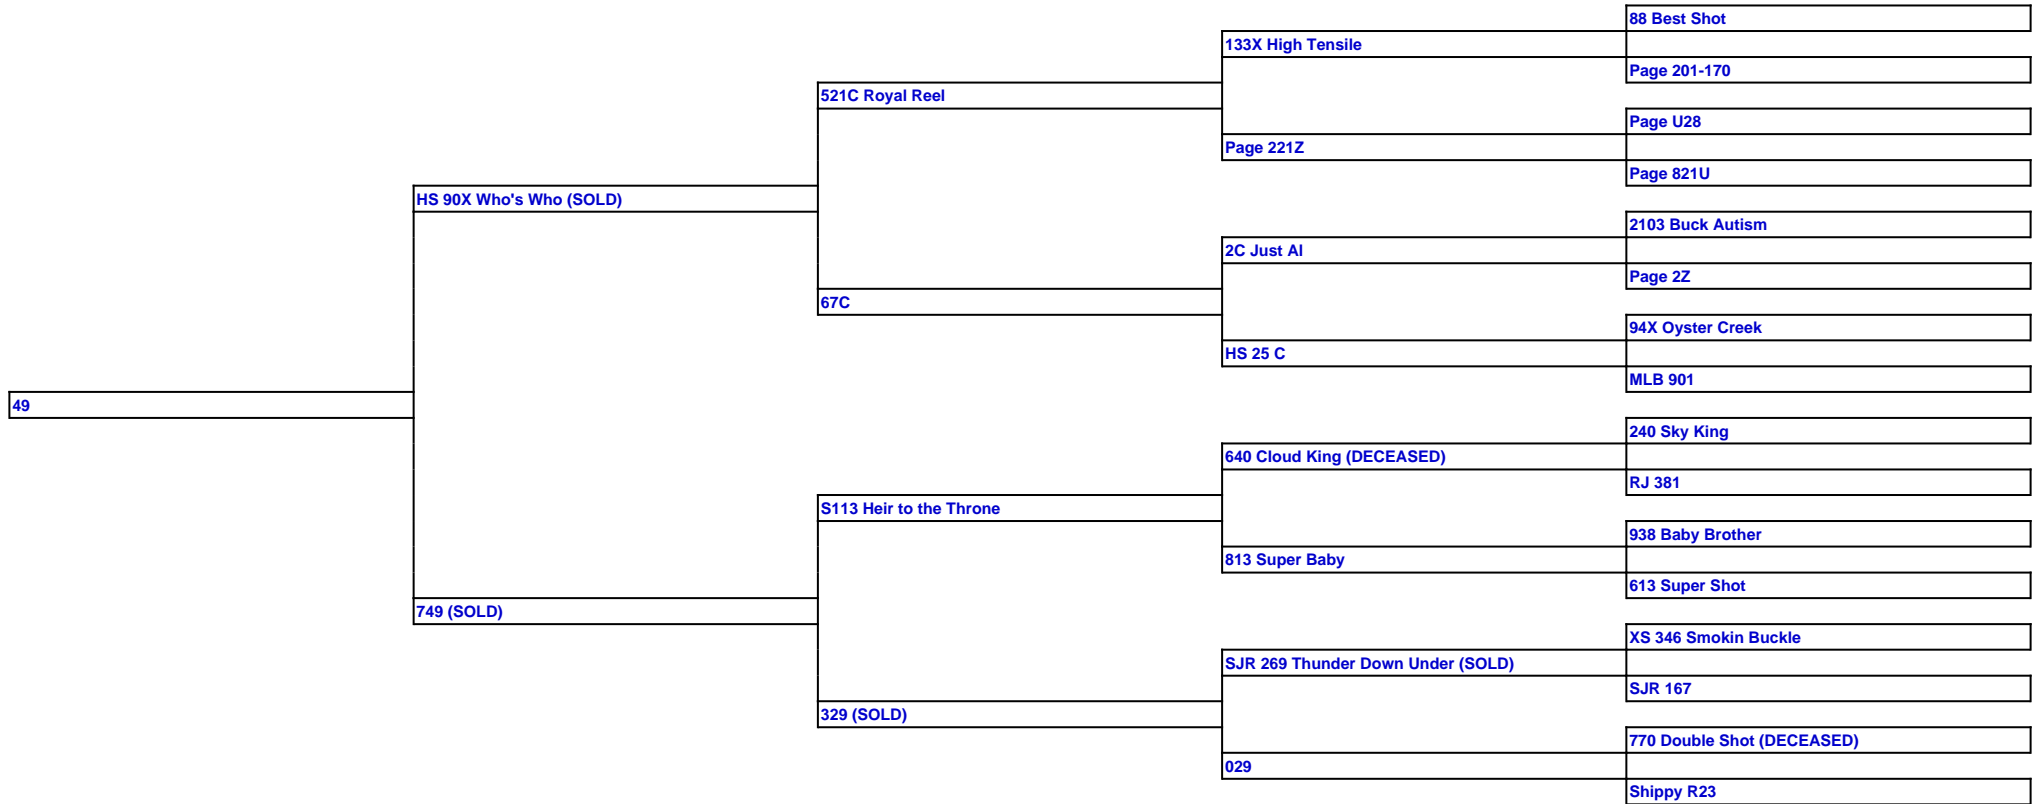 88 Best Shot
133X High Tensile
Page 201-170
521C Royal Reel
Page U28
Page 221Z
Page 821U
HS 90X Who's Who (SOLD)
2103 Buck Autism
2C Just AI
Page 2Z
67C
94X Oyster Creek
HS 25 C
MLB 901
49
240 Sky King
640 Cloud King (DECEASED)
RJ 381
S113 Heir to the Throne
938 Baby Brother
813 Super Baby
613 Super Shot
749 (SOLD)
XS 346 Smokin Buckle
SJR 269 Thunder Down Under (SOLD)
SJR 167
329 (SOLD)
770 Double Shot (DECEASED)
029
Shippy R23